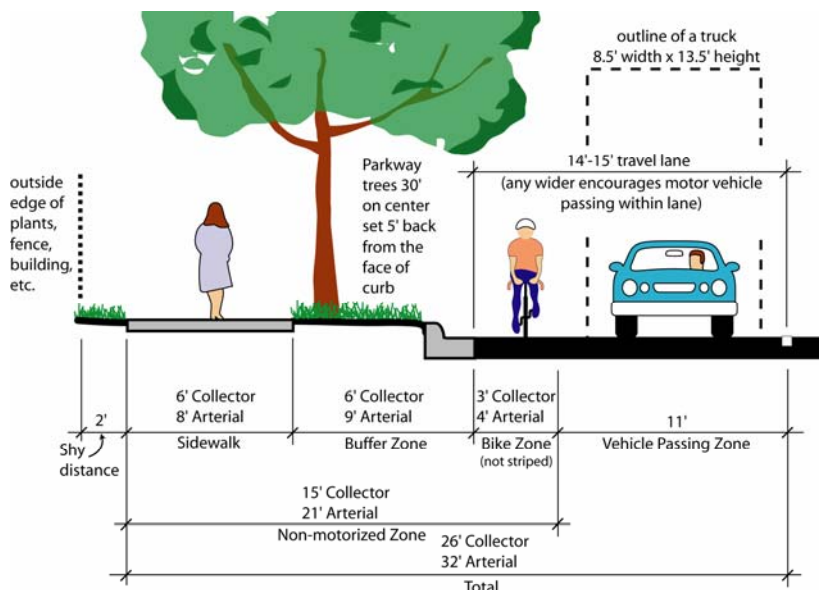 outline of a truck
8.5' width x 13.5' height
14'-15' travel lane
(any wider encourages motor vehicle
passing within lane)
outside
edge of
plants,
fence,
building,
etc.
Parkway
trees 30'
on center
set 5' back
from the
face of
curb
2'
Shy
distance
6' Collector
8' Arterial
Sidewalk
6' Collector
9' Arterial
Buffer Zone
3' Collector
4' Arterial
Bike Zone
(not striped)
11'
Vehicle Passing Zone
15' Collector
21' Arterial
Non-motorized Zone
26' Collector
32' Arterial
Total